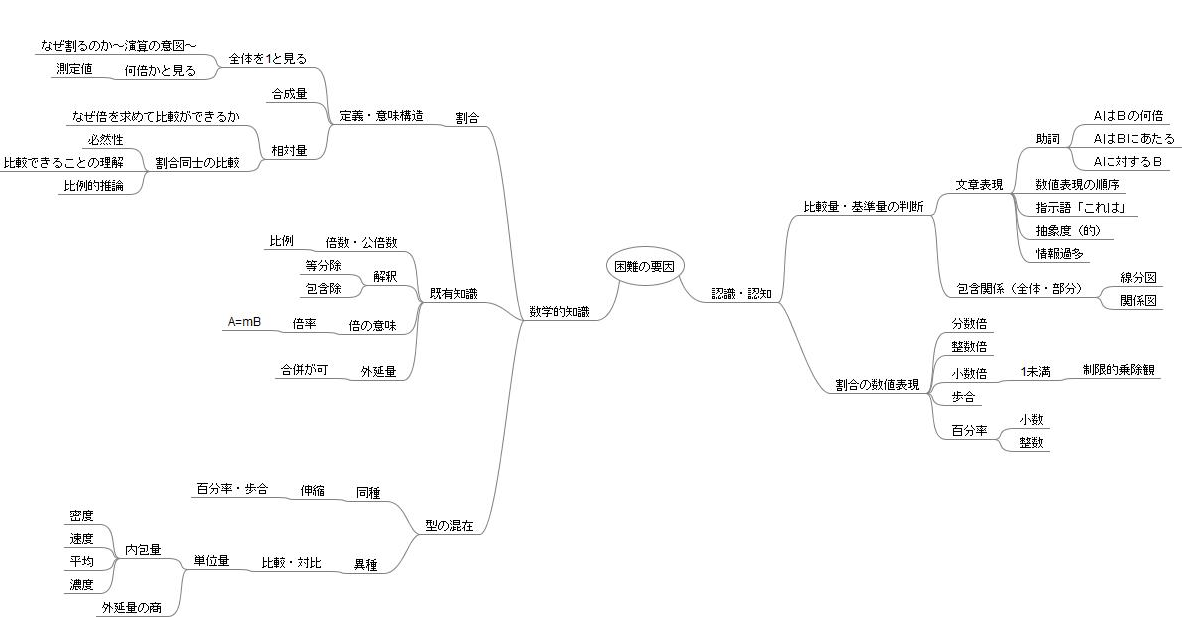 困難の要因
数学的知識
割合
定義・意味構造
全体を1と見る
なぜ割るのか~演算の意図~
何倍かと見る
測定値
合成量
相対量
なぜ倍を求めて比較ができるか
割合同士の比較
必然性
比較できることの理解
比例的推論
既有知識
倍数・公倍数
比例
解釈
等分除
包含除
倍の意味
倍率
A=mB
外延量
合併が可
型の混在
同種
伸縮
百分率・歩合
異種
比較・対比
単位量
内包量
密度
速度
平均
濃度
外延量の商
認識・認知
比較量・基準量の判断
文章表現
助詞
AはBの何倍
AはBにあたる
Aに対するB
数値表現の順序
指示語「これは」
抽象度(的)
情報過多
包含関係(全体・部分)
線分図
関係図
割合の数値表現
分数倍
整数倍
小数倍
1未満
制限的乗除観
歩合
百分率
小数
整数